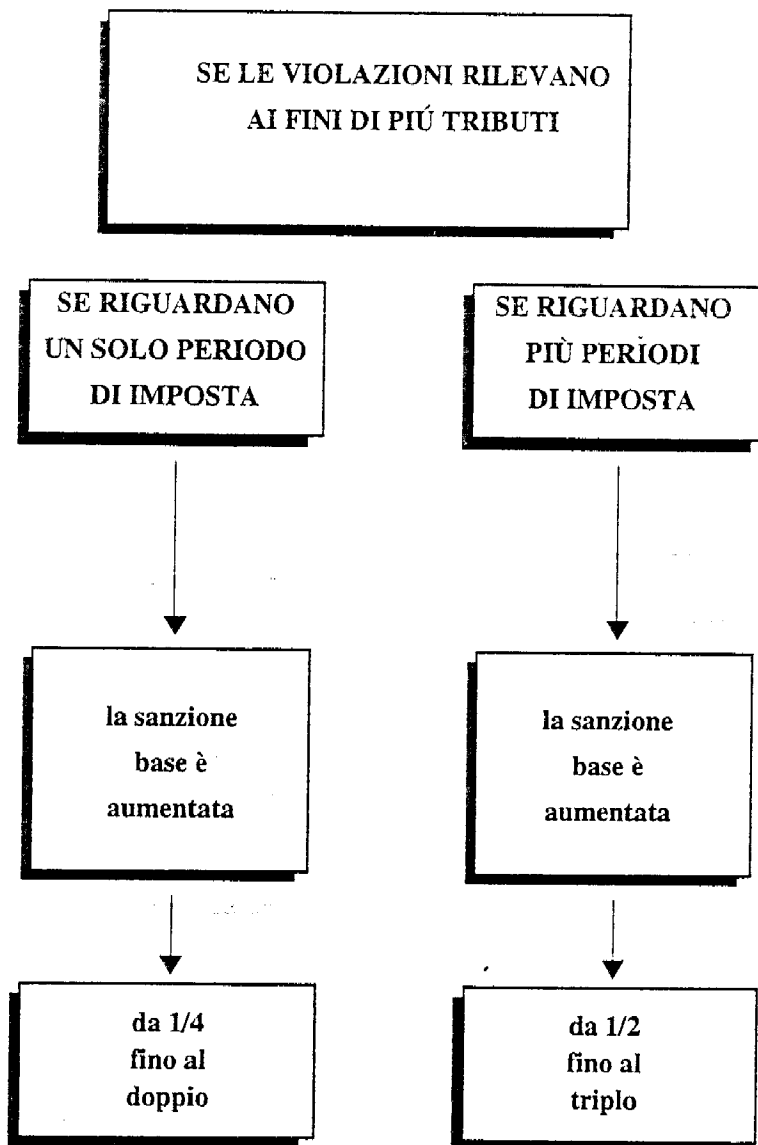 SE LE VIOLAZIONI RILEVANO
AI FINI DI PIÚ TRIBUTI
SE RIGUARDANO
UN SOLO PERIODO
DI IMPOSTA
SE RIGUARDANO
PIÙ PERIODI
DI IMPOSTA
la sanzione
base è
aumentata
la sanzione
base è
aumentata
da 1/4
fino al
doppio
da 1/2
fino al
triplo